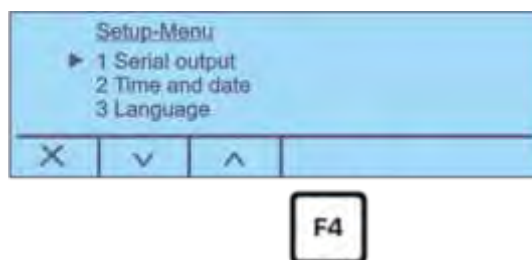 Setup-Menu
▶ 1 Serial output
2 Time and date
3 Language
F4